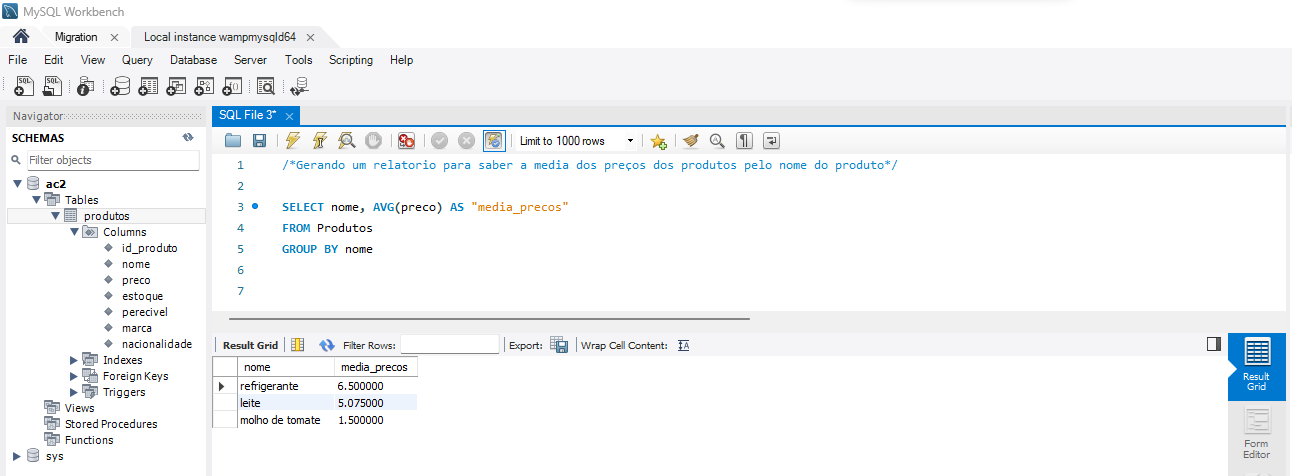 MySQL Workbench
Migration × Local instance wampmysqld64 ×
File Edit View Query Database Server Tools Scripting Help
Navigator
SQL File 3* ×
SCHEMAS
Filter objects
Limit to 1000 rows
ac2
Tables
produtos
Columns
id_produto
nome
preco
estoque
perecivel
marca
nacionalidade
Indexes
Foreign Keys
Triggers
Views
Stored Procedures
Functions
sys
1 /*Gerando um relatorio para saber a media dos preços dos produtos pelo nome do produto*/
2
3 SELECT nome, AVG(preco) AS "media_precos"
4 FROM Produtos
5 GROUP BY nome
6
7
Result Grid Filter Rows: Export: Wrap Cell Content:
nome media_precos
refrigerante 6.500000
leite 5.075000
molho de tomate 1.500000
Result
Grid
Form
Editor